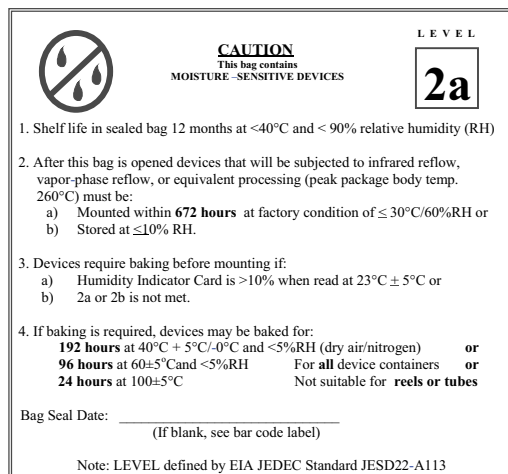 LEVEL
CAUTION
This bag contains
MOISTURE –SENSITIVE DEVICES
2a
1. Shelf life in sealed bag 12 months at <40°C and < 90% relative humidity (RH)
2. After this bag is opened devices that will be subjected to infrared reflow,
vapor-phase reflow, or equivalent processing (peak package body temp.
260°C) must be:
a) Mounted within 672 hours at factory condition of ≤ 30°C/60%RH or
b) Stored at ≤10% RH.
3. Devices require baking before mounting if:
a) Humidity Indicator Card is >10% when read at 23°C ± 5°C or
b) 2a or 2b is not met.
4. If baking is required, devices may be baked for:
192 hours at 40°C + 5°C/-0°C and <5%RH (dry air/nitrogen) or
96 hours at 60±5°Cand <5%RH For all device containers or
24 hours at 100±5°C Not suitable for reels or tubes
Bag Seal Date: ______________________________
(If blank, see bar code label)
Note: LEVEL defined by EIA JEDEC Standard JESD22-A113